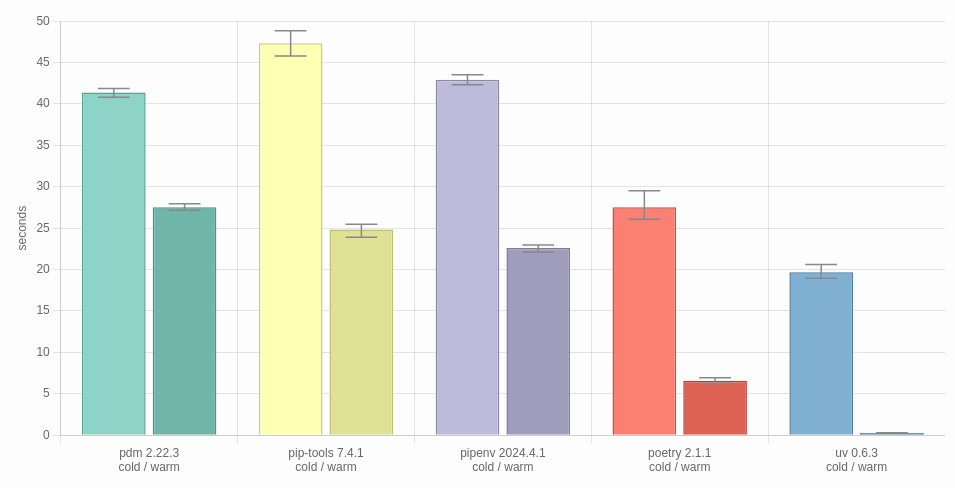 50
45
40
35
30
25
20
15
10
5
0
seconds
pdm 2.22.3
cold / warm
pip-tools 7.4.1
cold / warm
pipenv 2024.4.1
cold / warm
poetry 2.1.1
cold / warm
uv 0.6.3
cold / warm